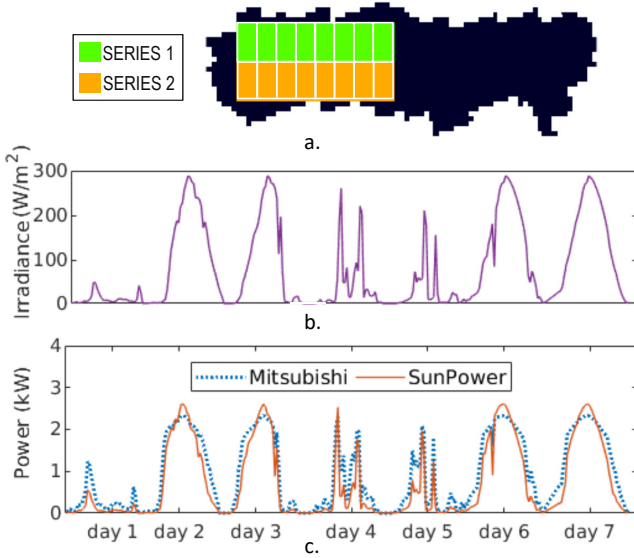 SERIES 1
SERIES 2
a.
Irradiance (W/m²)
300
200
100
0
b.
Power (kW)
4
3
2
1
0
Mitsubishi
SunPower
day 1 day 2 day 3 day 4 day 5 day 6 day 7
c.